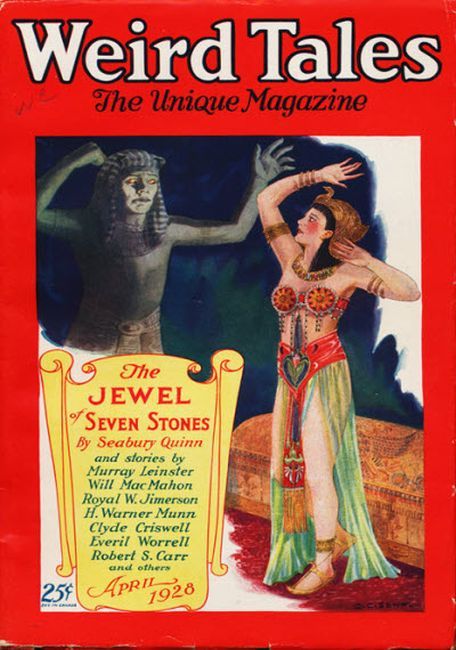 Weird Tales
The Unique Magazine
The
JEWEL
of SEVEN STONES
By Seabury Quinn
and stories by
Murray Leinster
Will MacMahon
Royal W. Jimerson
H. Warner Munn
Clyde Criswell
Everil Worrell
Robert S. Carr
and others
APRIL
1928
25¢